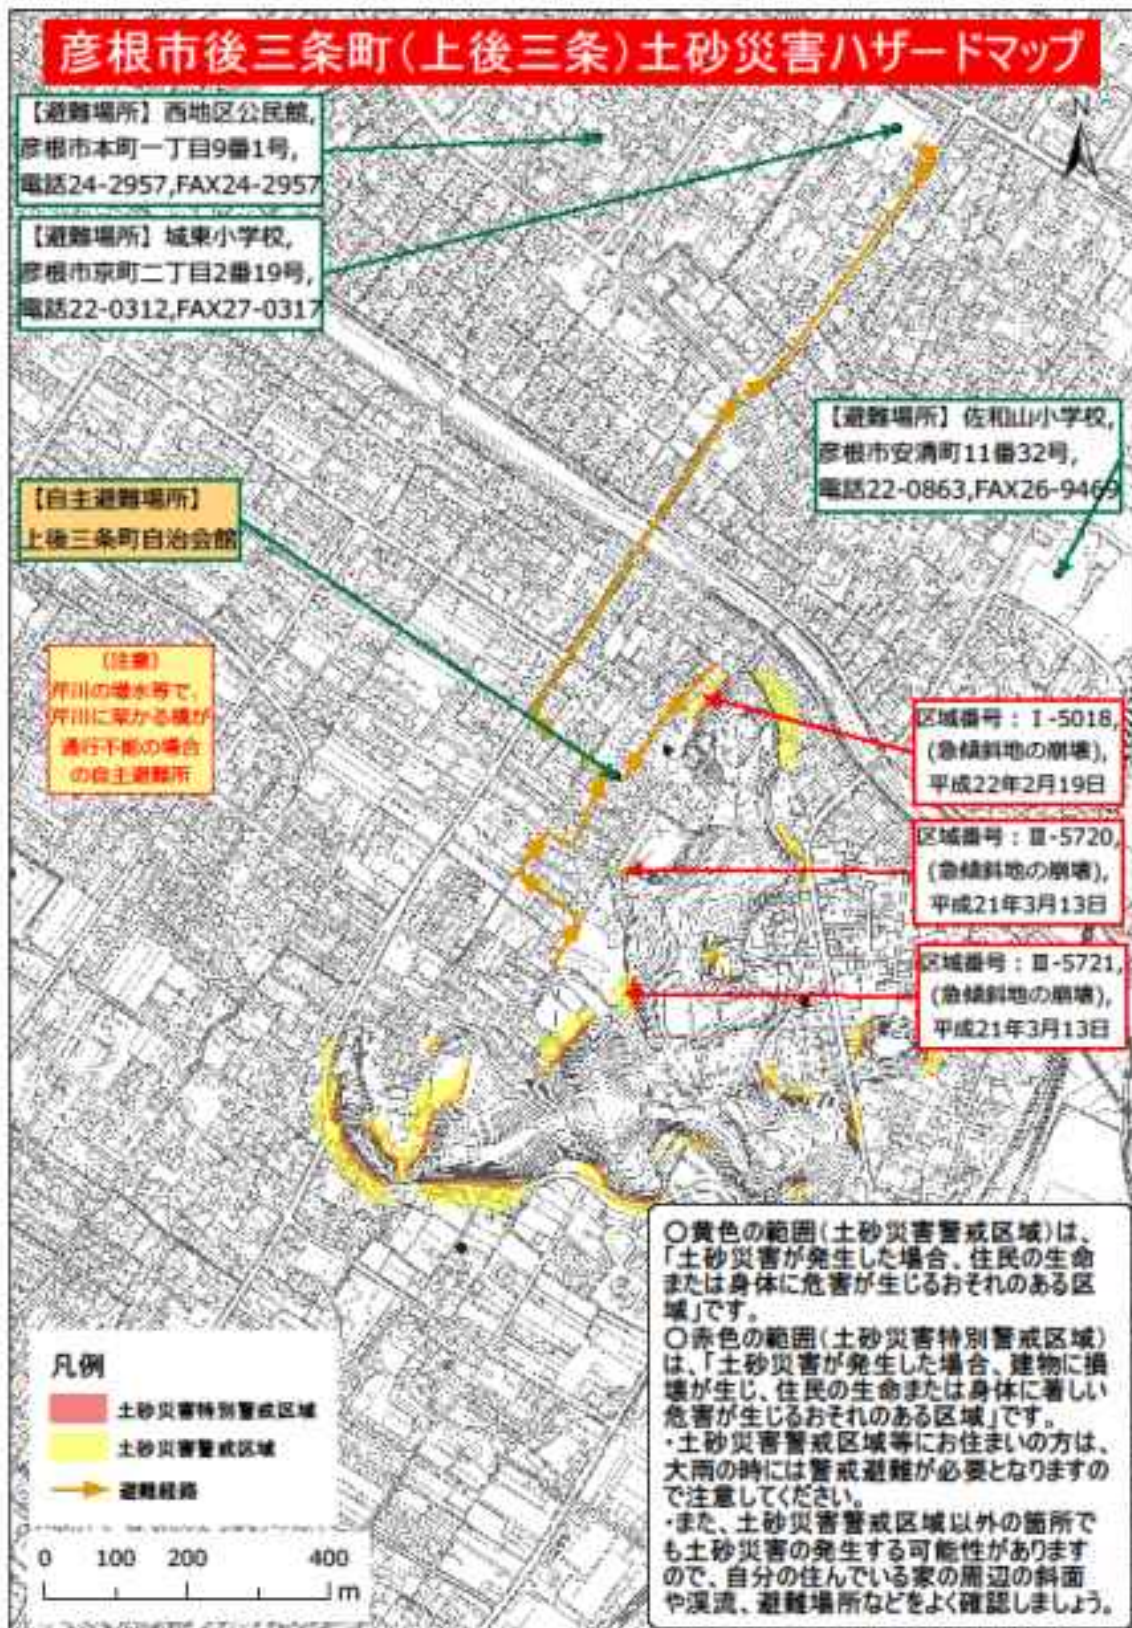 彦根市後三条町(上後三条)土砂災害ハザードマップ
【避難場所】西地区公民館,
彦根市本町一丁目9番1号,
電話24-2957,FAX24-2957
【避難場所】城東小学校,
彦根市京町二丁目2番19号,
電話22-0312,FAX27-0317
N
【避難場所】佐和山小学校,
彦根市安清町11番32号,
電話22-0863,FAX26-9469
【自主避難場所】
上後三条町自治会館
(注意)
芹川の増水等で、
芹川に架かる橋が
通行不能の場合
の自主避難所
区域番号:Ⅰ-5018,
(急傾斜地の崩壊),
平成22年2月19日
区域番号:Ⅲ-5720,
(急傾斜地の崩壊),
平成21年3月13日
区域番号:Ⅲ-5721,
(急傾斜地の崩壊),
平成21年3月13日
〇黄色の範囲(土砂災害警戒区域)は、
「土砂災害が発生した場合、住民の生命
または身体に危害が生じるおそれのある区
域」です。
〇赤色の範囲(土砂災害特別警戒区域)
は、「土砂災害が発生した場合、建物に損
壊が生じ、住民の生命または身体に著しい
危害が生じるおそれのある区域」です。
・土砂災害警戒区域等にお住まいの方は、
大雨の時には警戒避難が必要となりますの
で注意してください。
・また、土砂災害警戒区域以外の箇所で
も土砂災害の発生する可能性があります
ので、自分の住んでいる家の周辺の斜面
や渓流、避難場所などをよく確認しましょう。
凡例
土砂災害特別警戒区域
土砂災害警戒区域
避難経路
0 100 200 400
m